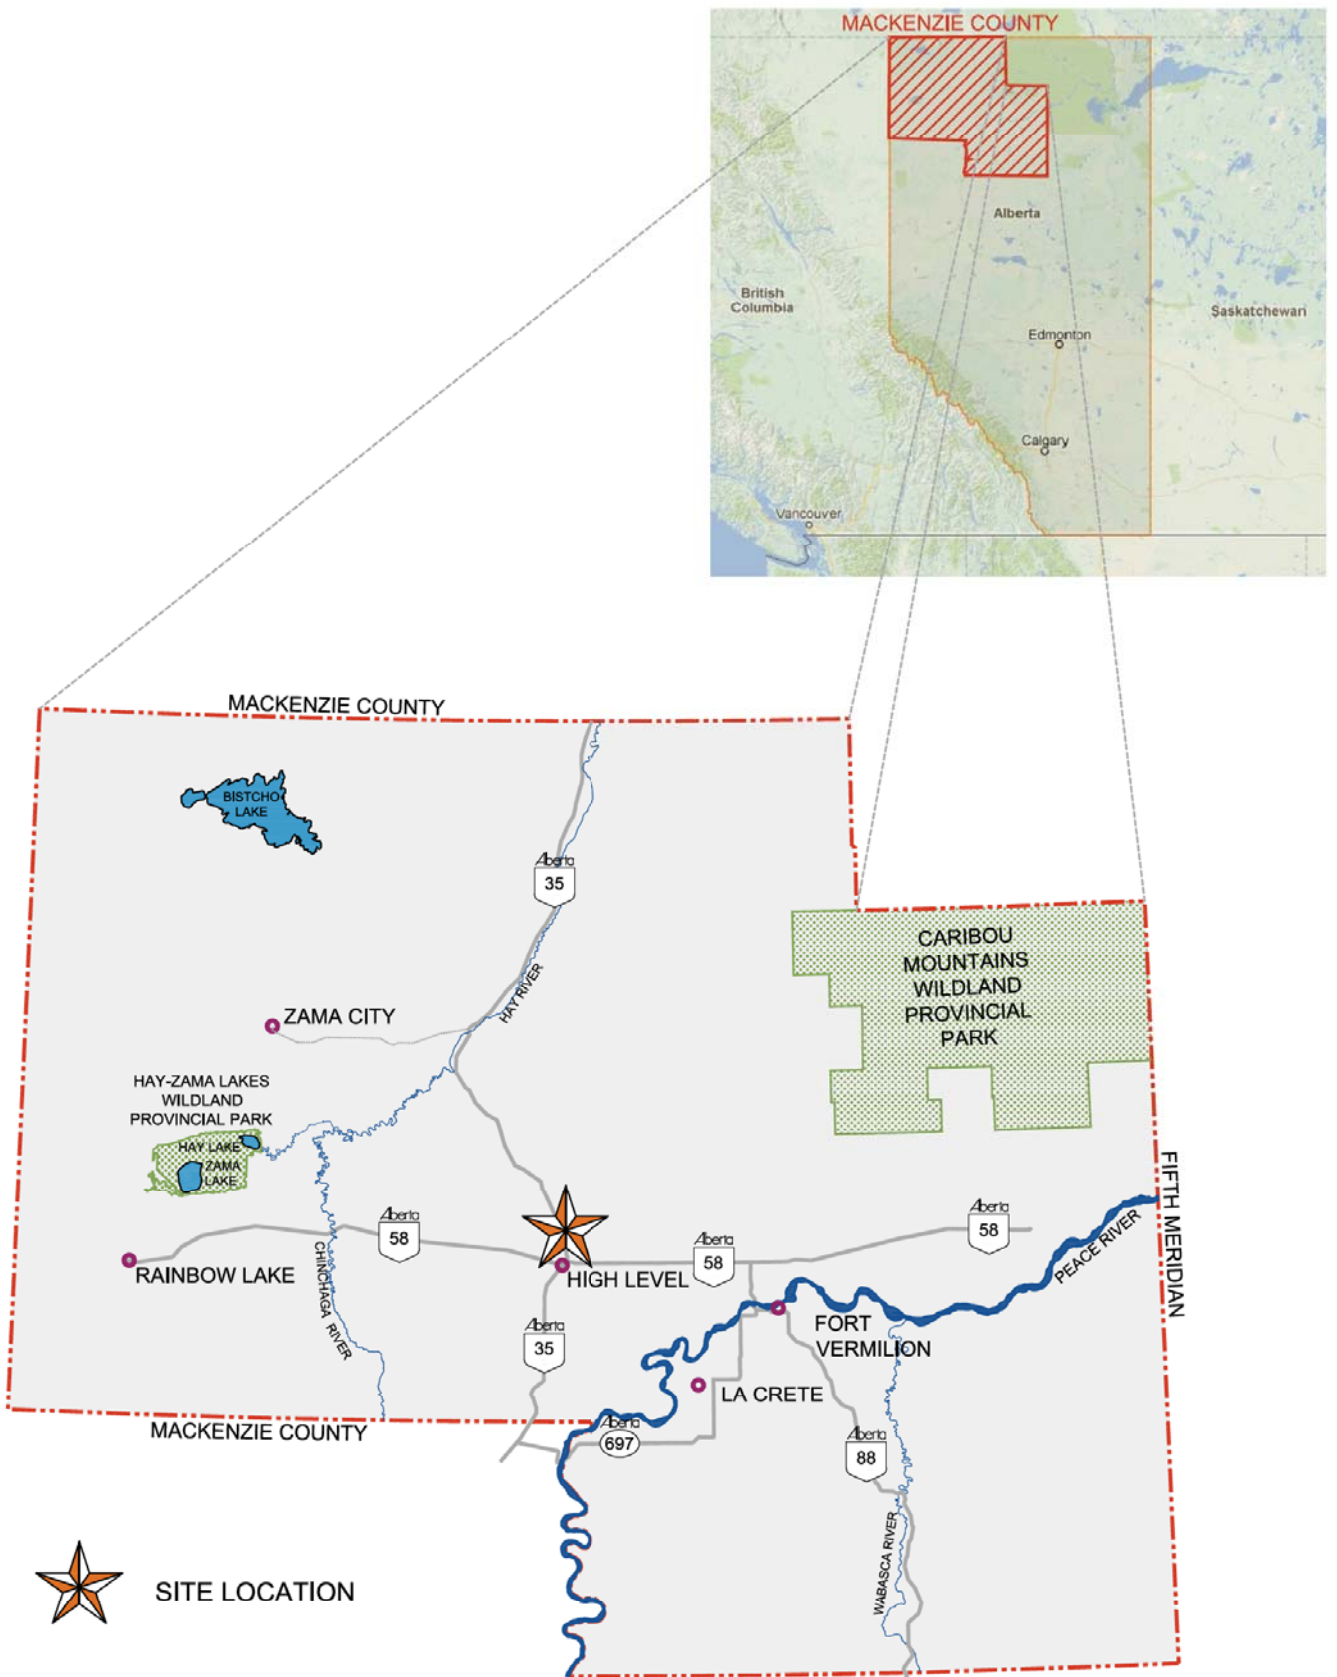 MACKENZIE COUNTY
Alberta
British
Columbia
Saskatchewan
Edmonton
Calgary
Vancouver
MACKENZIE COUNTY
BISTCHO
LAKE
Alberta
35
CARIBOU
MOUNTAINS
WILDLAND
PROVINCIAL
PARK
HAY RIVER
ZAMA CITY
HAY-ZAMA LAKES
WILDLAND
PROVINCIAL PARK
HAY LAKE
ZAMA
LAKE
FIFTH MERIDIAN
Alberta
58
Alberta
58
Alberta
58
PEACE RIVER
RAINBOW LAKE
HIGH LEVEL
CHINCHAGA RIVER
Alberta
35
FORT
VERMILION
LA CRETE
MACKENZIE COUNTY
Alberta
697
Alberta
88
WABASCA RIVER
SITE LOCATION